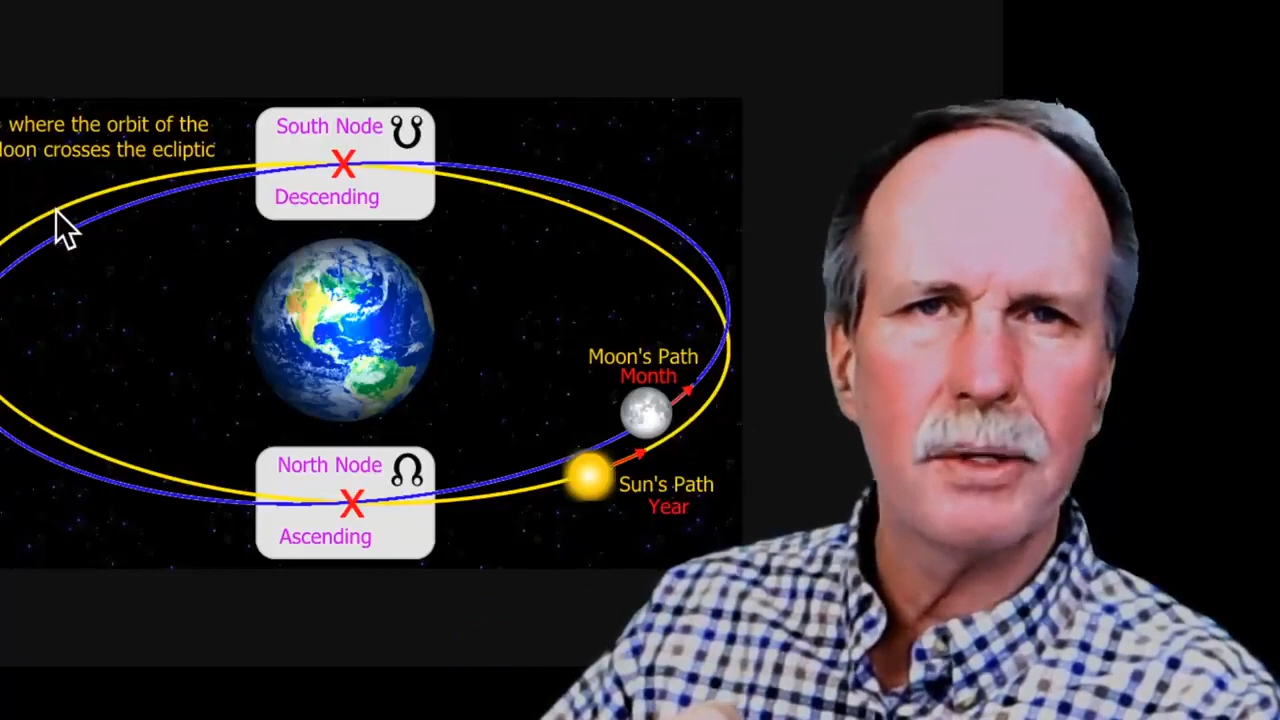 where the orbit of the
oon crosses the ecliptic
South Node ☋
X
Descending
Moon's Path
Month
North Node ☊
X
Sun's Path
Year
Ascending